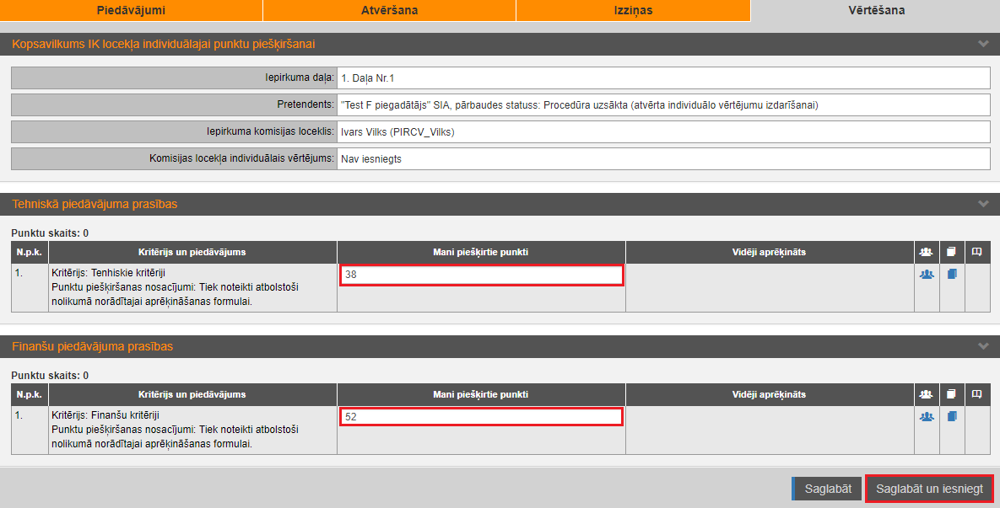 Piedāvājumi Atvēršana Izziņas Vērtēšana
Kopsavilkums IK locekļa individuālajai punktu piešķiršanai
Iepirkuma daļa: 1. Daļa Nr.1
Pretendents: "Test F piegadātājs" SIA, pārbaudes statuss: Procedūra uzsākta (atvērta individuālo vērtējumu izdarīšanai)
Iepirkuma komisijas loceklis: Ivars Vilks (PIRCV_Vilks)
Komisijas locekļa individuālais vērtējums: Nav iesniegts
Tehniskā piedāvājuma prasības
Punktu skaits: 0
N.p.k. Kritērijs un piedāvājums Mani piešķirtie punkti Vidēji aprēķināts
1. Kritērijs: Tenhiskie kritēriji 38
Punktu piešķiršanas nosacījumi: Tiek noteikti atbolstoši
nolikumā norādītajai aprēķināšanas formulai.
Finanšu piedāvājuma prasības
Punktu skaits: 0
N.p.k. Kritērijs un piedāvājums Mani piešķirtie punkti Vidēji aprēķināts
1. Kritērijs: Finanšu kritēriji 52
Punktu piešķiršanas nosacījumi: Tiek noteikti atbolstoši
nolikumā norādītajai aprēķināšanas formulai.
Saglabāt Saglabāt un iesniegt